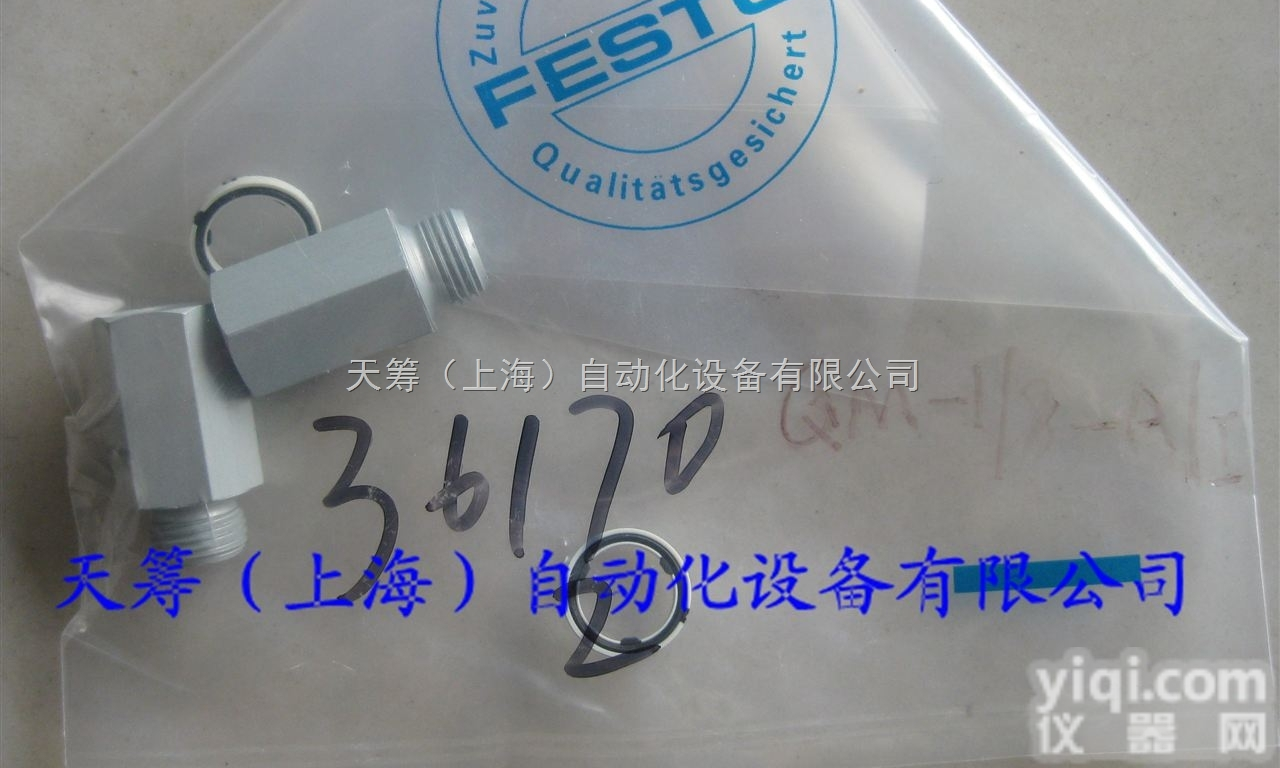 Zuv
FESTO
Qualitätsgesichert
天筹（上海）自动化设备有限公司
QM-1/8-A/I
36170
2
天筹（上海）自动化设备有限公司
yiqi.com
仪器网